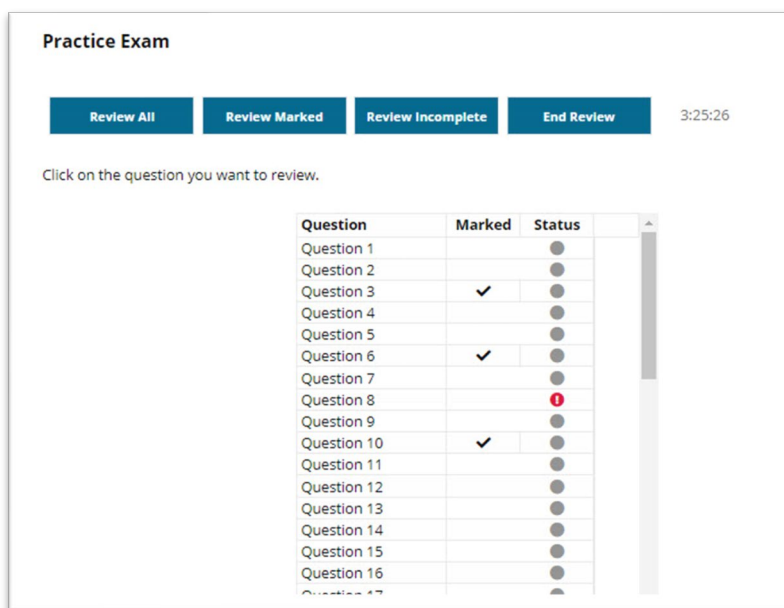 Practice Exam
Review All Review Marked Review Incomplete End Review 3:25:26
Click on the question you want to review.
Question Marked Status
Question 1
Question 2
Question 3
Question 4
Question 5
Question 6
Question 7
Question 8
Question 9
Question 10
Question 11
Question 12
Question 13
Question 14
Question 15
Question 16
Question 17